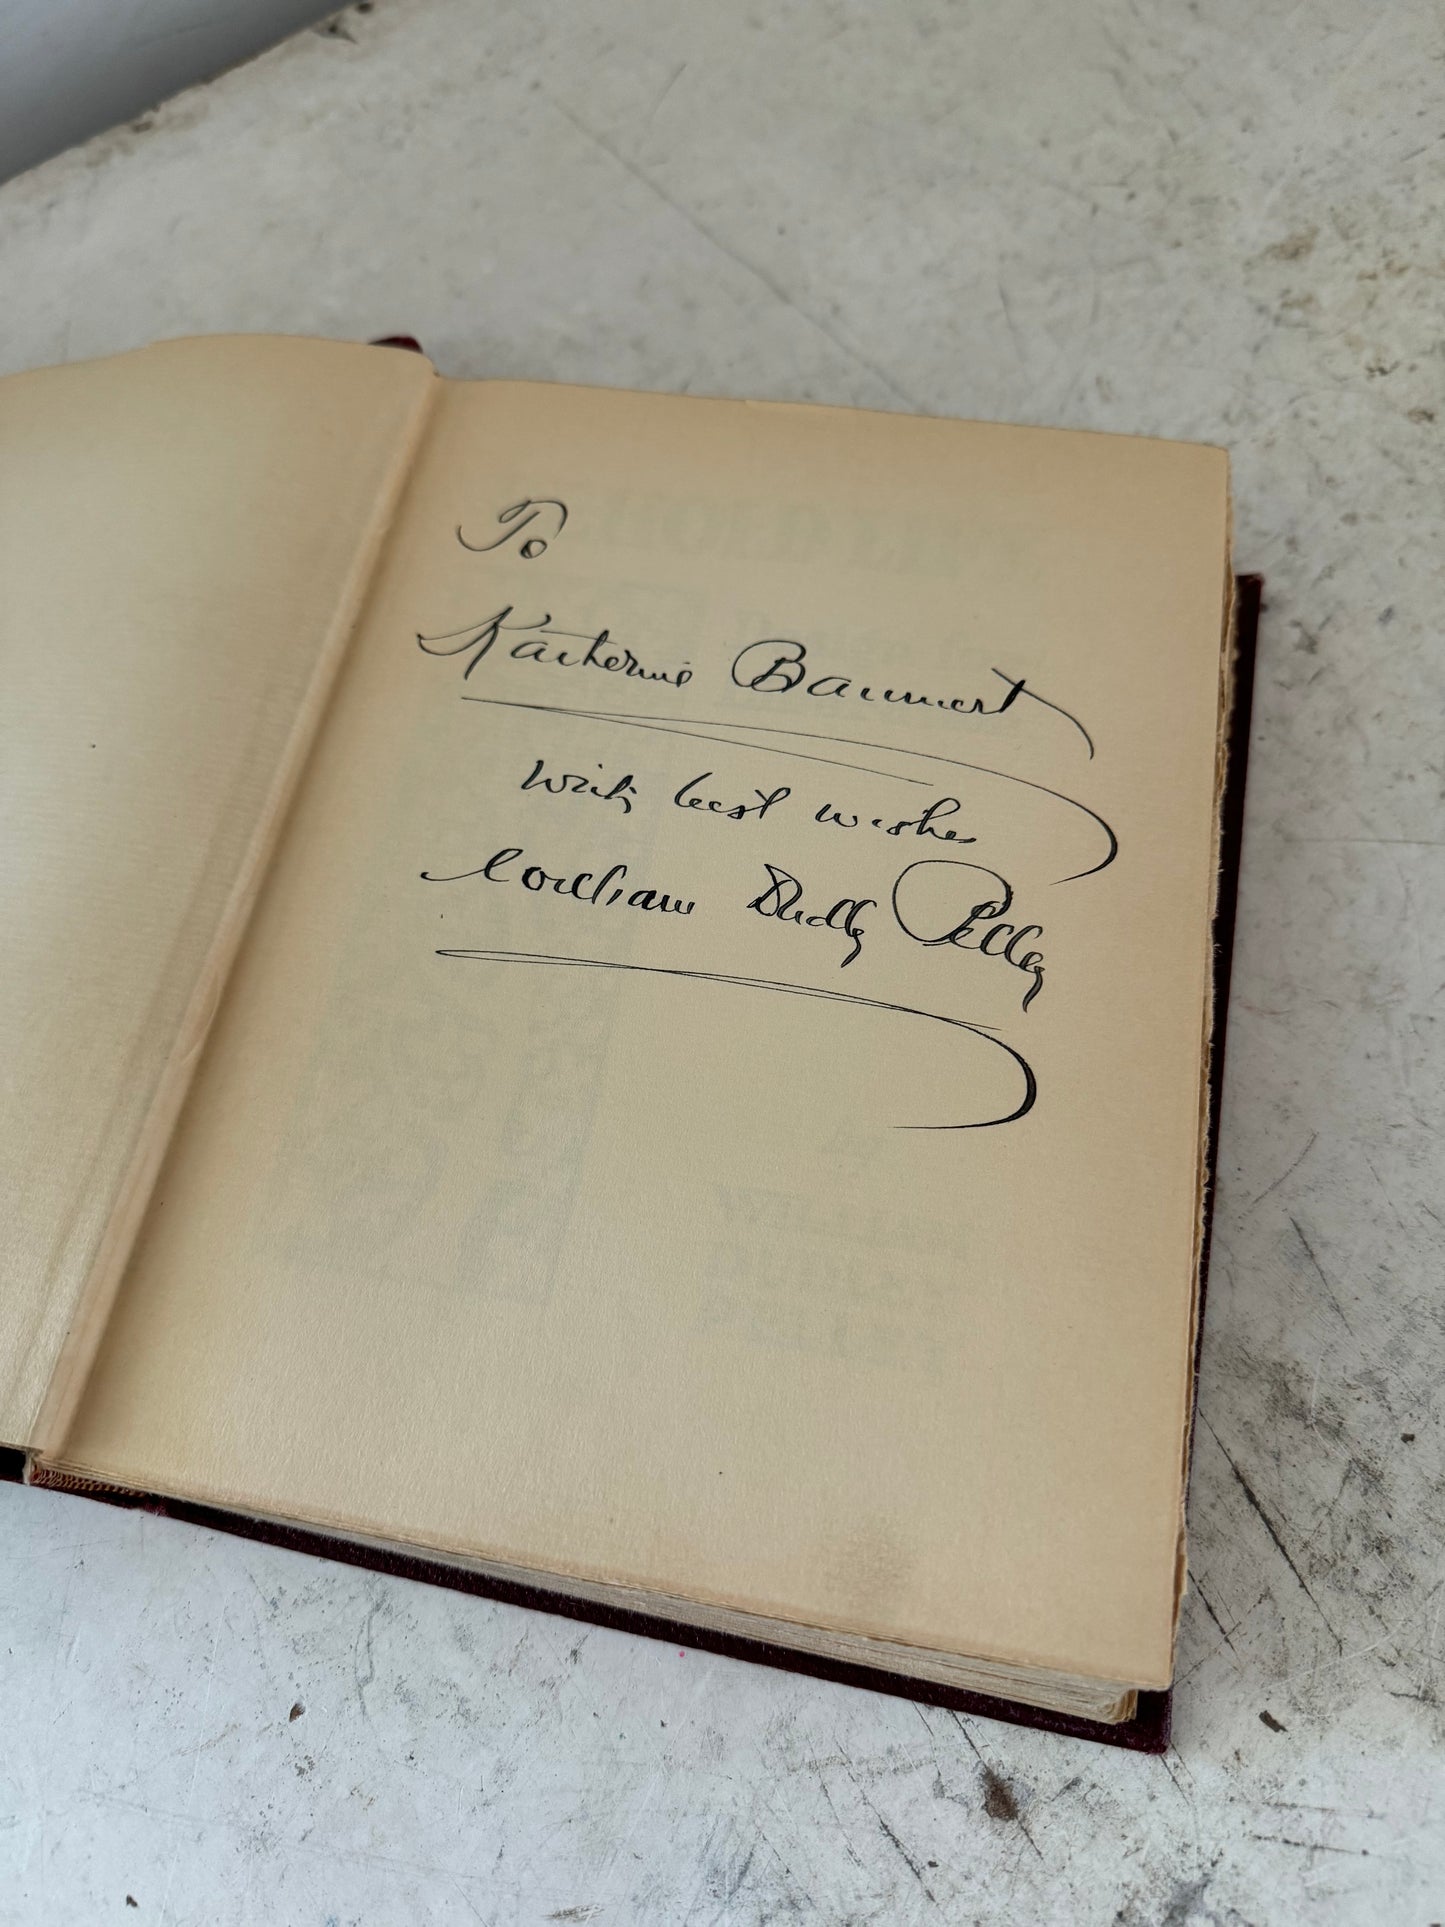 To
Katherine Baumert
With best wishes
William Dudley Pelley